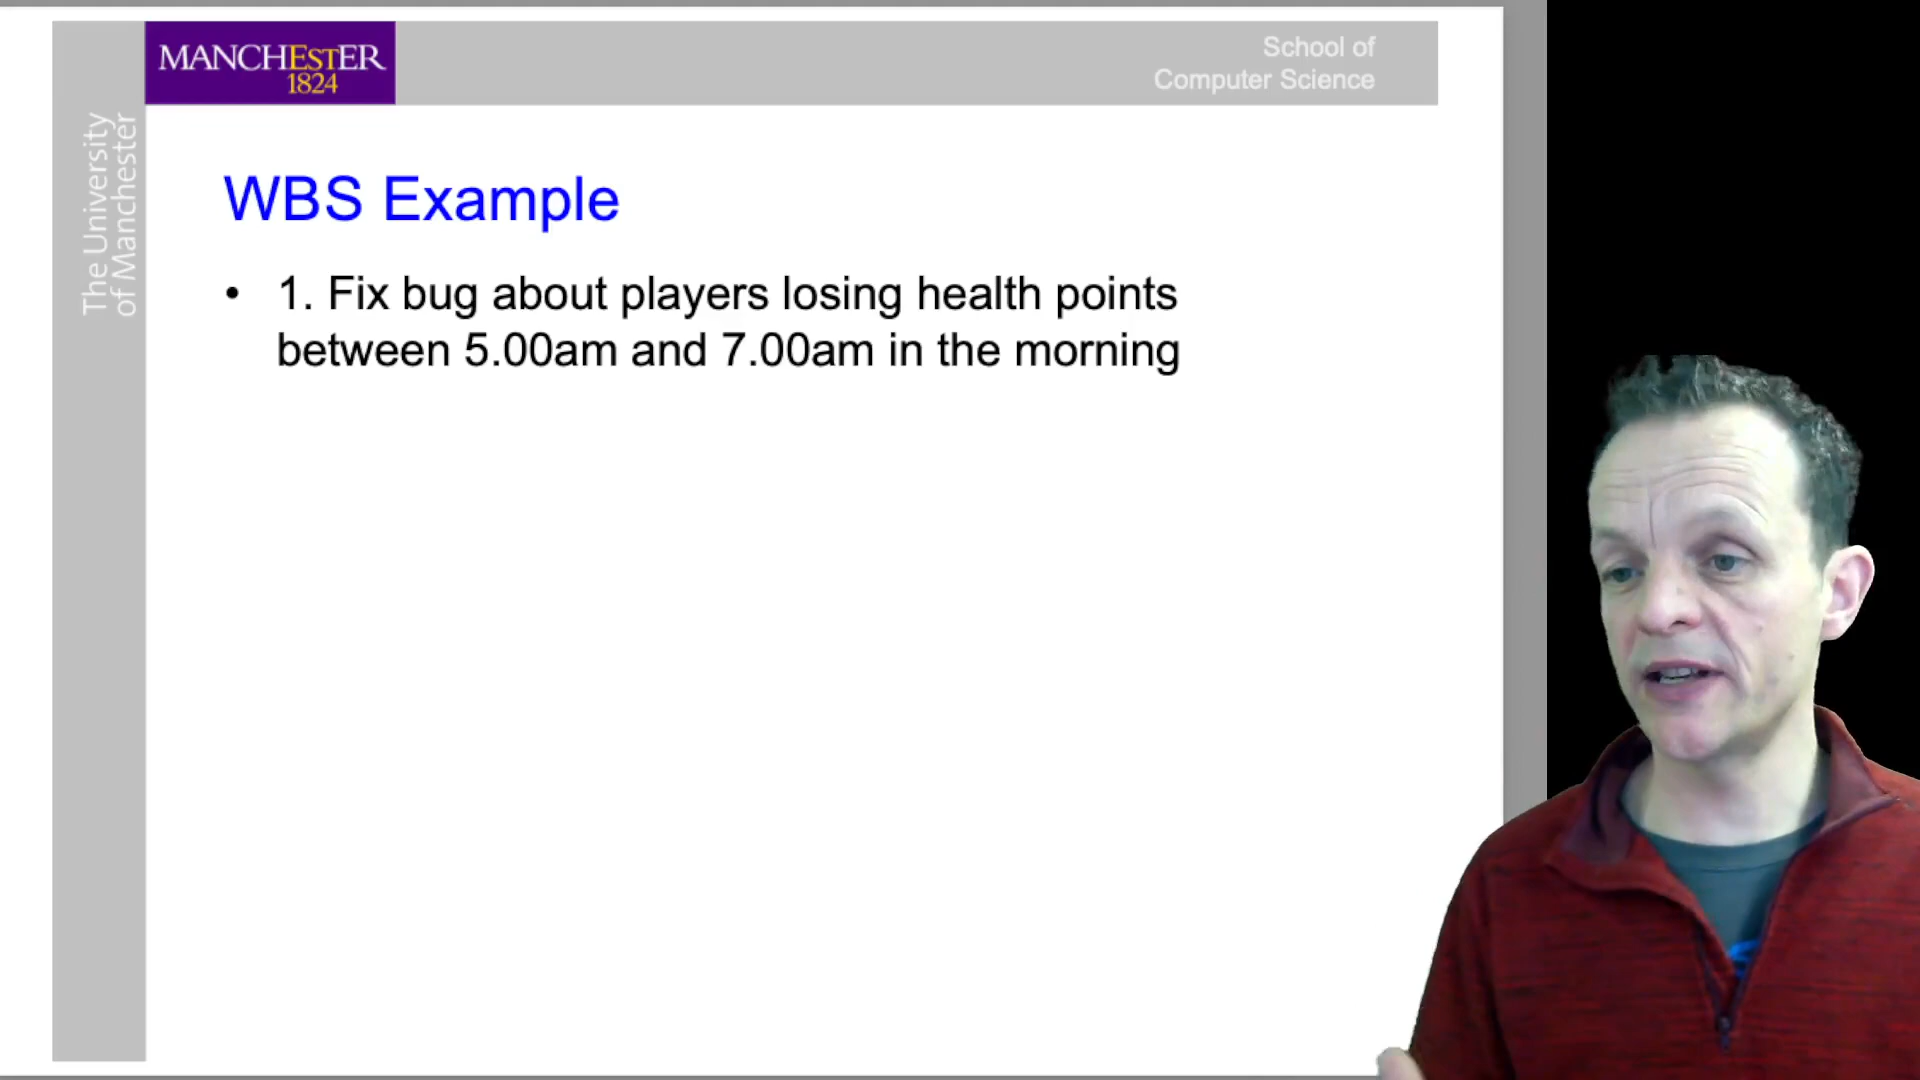 MANCHESTER
1824
School of
Computer Science
The University
of Manchester
WBS Example
• 1. Fix bug about players losing health points
between 5.00am and 7.00am in the morning